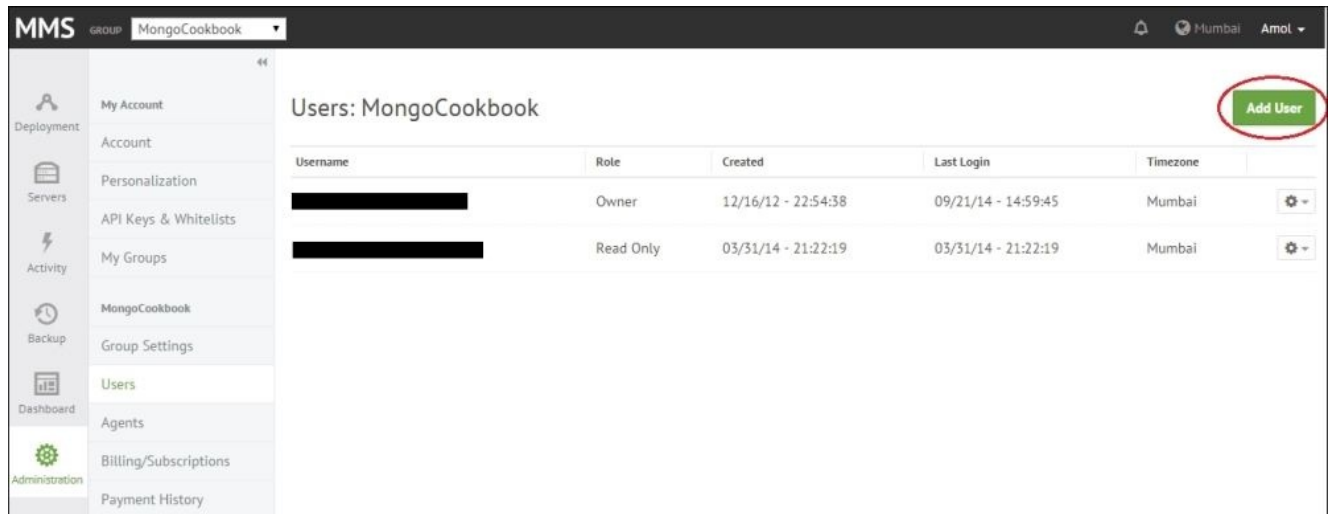 MMS GROUP MongoCookbook Mumbai Amol
Deployment
Servers
Activity
Backup
Dashboard
Administration
My Account
Account
Personalization
API Keys & Whitelists
My Groups
MongoCookbook
Group Settings
Users
Agents
Billing/Subscriptions
Payment History
Users: MongoCookbook
Add User
Username Role Created Last Login Timezone
Owner 12/16/12 - 22:54:38 09/21/14 - 14:59:45 Mumbai
Read Only 03/31/14 - 21:22:19 03/31/14 - 21:22:19 Mumbai